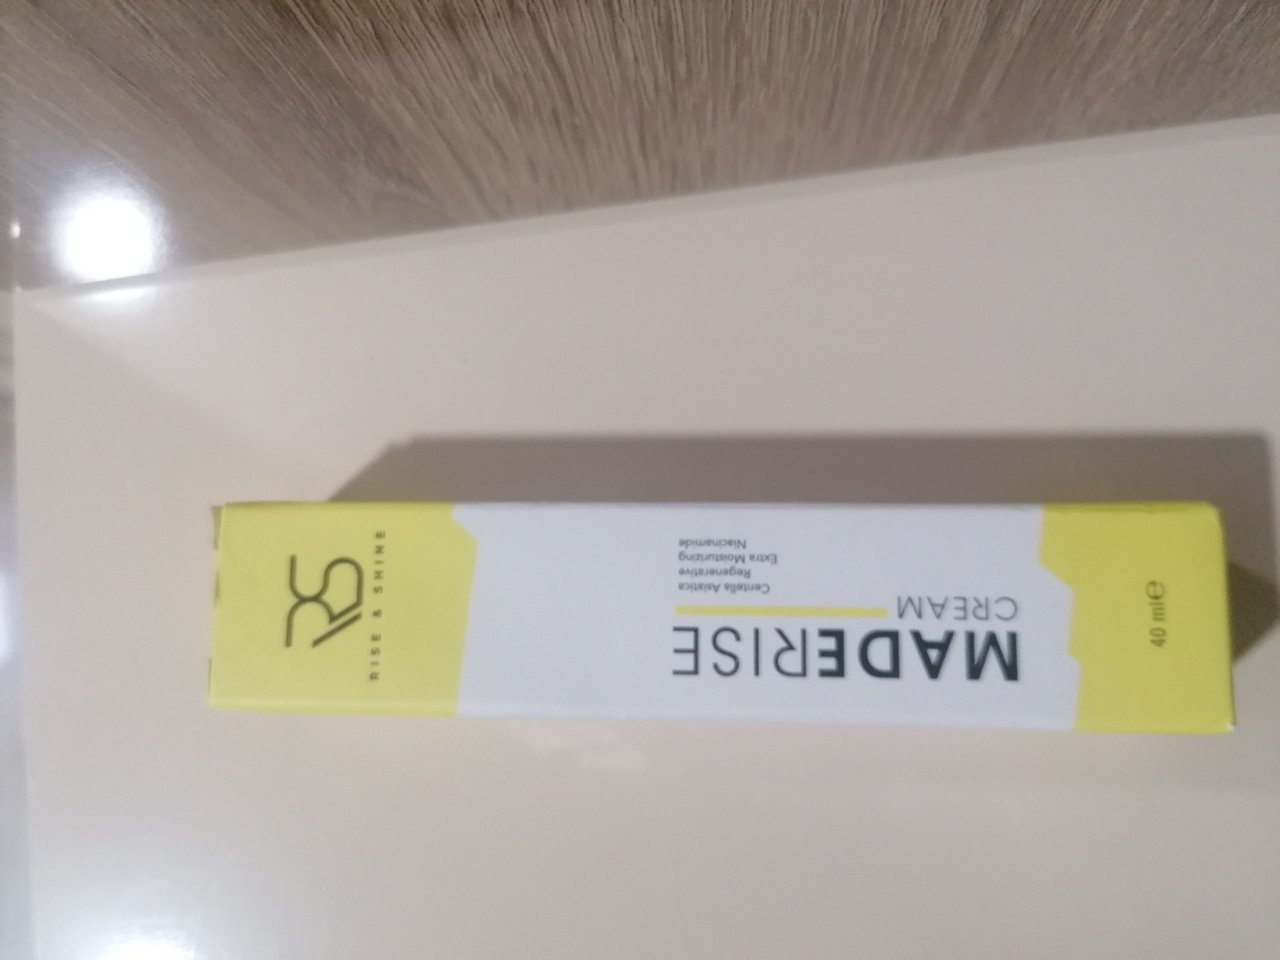 RS
RISE & SHINE
MADERISE
CREAM
Centella Asiatica
Regenerative
Extra Moisturizing
Niacinamide
40 ml℮